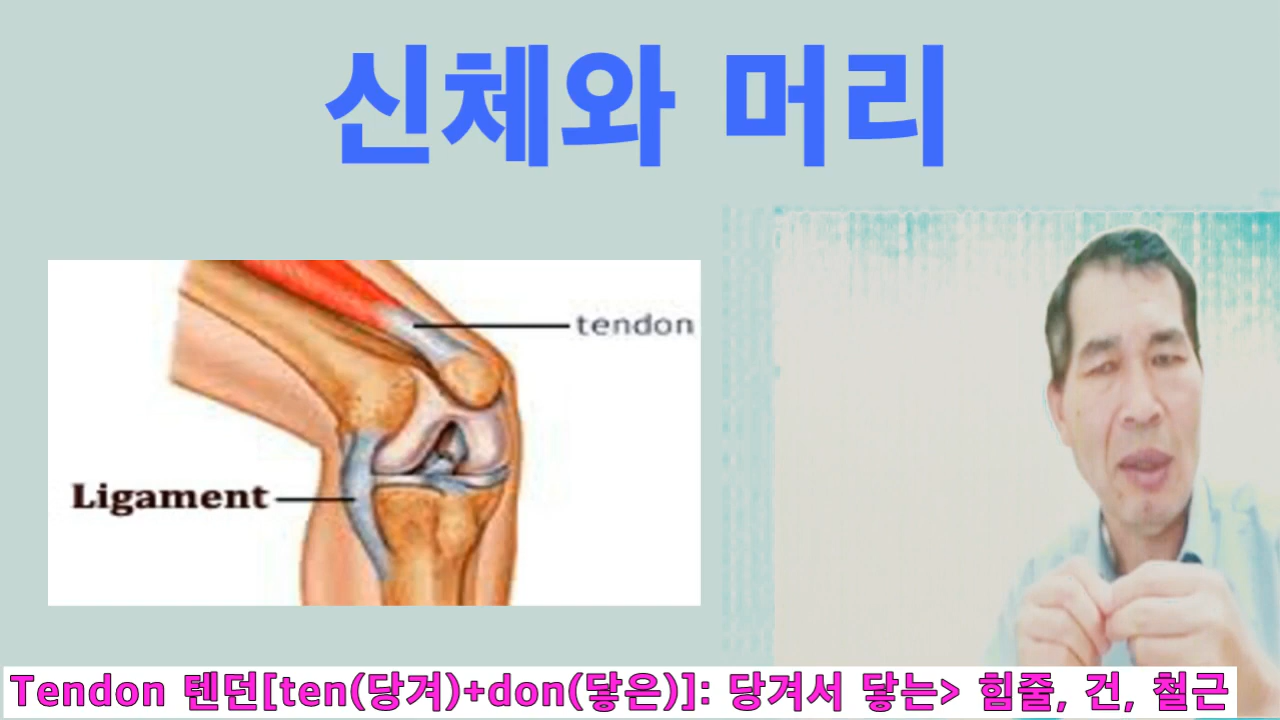 신체와 머리
tendon
Ligament
Tendon 텐던[ten(당겨)+don(닿은)]: 당겨서 닿는> 힘줄, 건, 철근